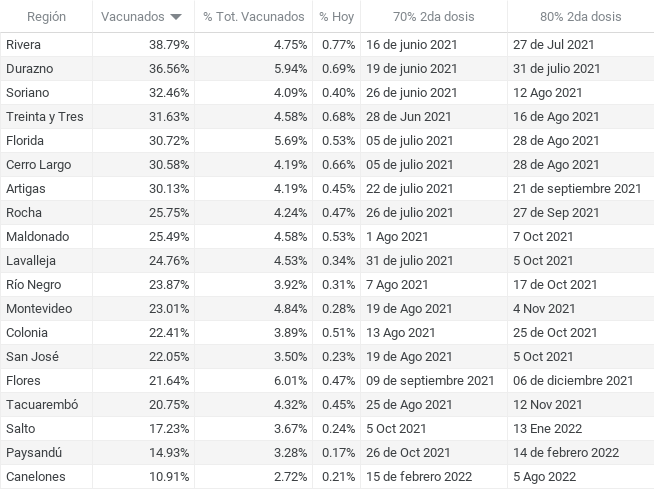 Región Vacunados % Tot. Vacunados % Hoy 70% 2da dosis 80% 2da dosis
Rivera 38.79% 4.75% 0.77% 16 de junio 2021 27 de Jul 2021
Durazno 36.56% 5.94% 0.69% 19 de junio 2021 31 de julio 2021
Soriano 32.46% 4.09% 0.40% 26 de junio 2021 12 Ago 2021
Treinta y Tres 31.63% 4.58% 0.68% 28 de Jun 2021 16 de Ago 2021
Florida 30.72% 5.69% 0.53% 05 de julio 2021 28 de Ago 2021
Cerro Largo 30.58% 4.19% 0.66% 05 de julio 2021 28 de Ago 2021
Artigas 30.13% 4.19% 0.45% 22 de julio 2021 21 de septiembre 2021
Rocha 25.75% 4.24% 0.47% 26 de julio 2021 27 de Sep 2021
Maldonado 25.49% 4.58% 0.53% 1 Ago 2021 7 Oct 2021
Lavalleja 24.76% 4.53% 0.34% 31 de julio 2021 5 Oct 2021
Río Negro 23.87% 3.92% 0.31% 7 Ago 2021 17 de Oct 2021
Montevideo 23.01% 4.84% 0.28% 19 de Ago 2021 4 Nov 2021
Colonia 22.41% 3.89% 0.51% 13 Ago 2021 25 de Oct 2021
San José 22.05% 3.50% 0.23% 19 de Ago 2021 5 Oct 2021
Flores 21.64% 6.01% 0.47% 09 de septiembre 2021 06 de diciembre 2021
Tacuarembó 20.75% 4.32% 0.45% 25 de Ago 2021 12 Nov 2021
Salto 17.23% 3.67% 0.24% 5 Oct 2021 13 Ene 2022
Paysandú 14.93% 3.28% 0.17% 26 de Oct 2021 14 de febrero 2022
Canelones 10.91% 2.72% 0.21% 15 de febrero 2022 5 Ago 2022